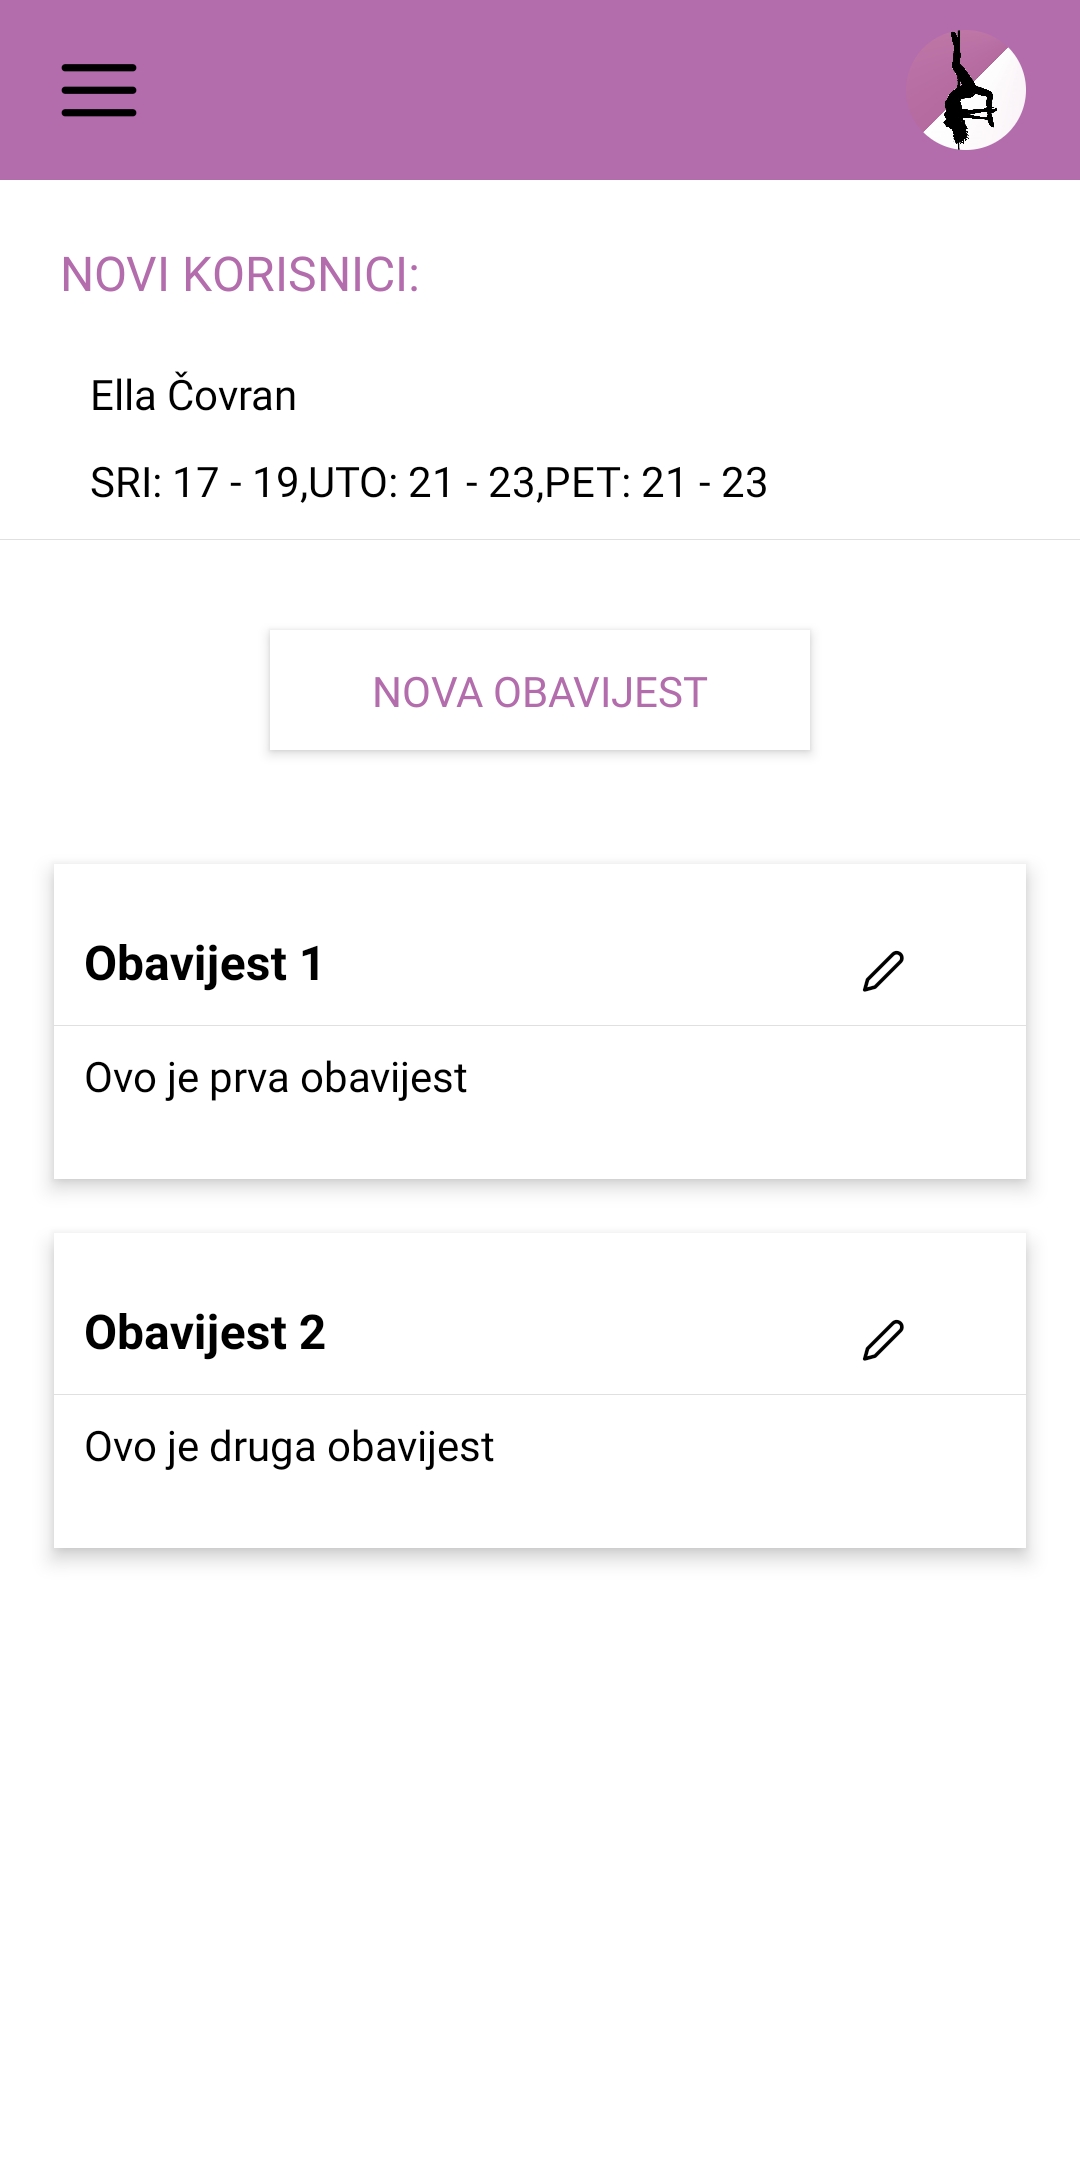 NOVI KORISNICI:
Ella Čovran
SRI: 17 - 19,UTO: 21 - 23,PET: 21 - 23
NOVA OBAVIJEST
Obavijest 1
Ovo je prva obavijest
Obavijest 2
Ovo je druga obavijest